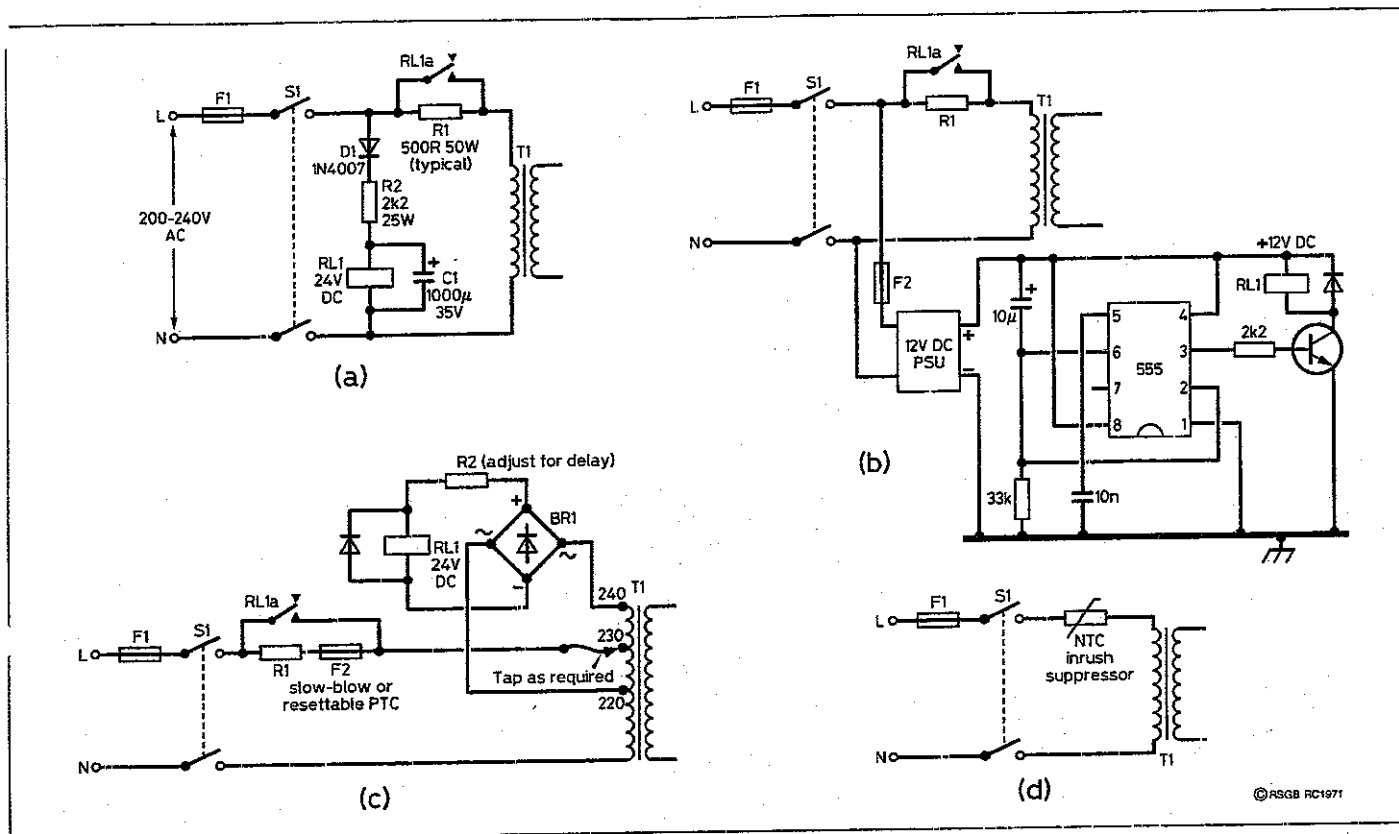 RL1a
L
F1
S1
R1
500R 50W
(typical)
T1
D1
1N4007
R2
2k2
25W
200-240V
AC
RL1
24V
DC
+
C1
1000μ
35V
N
(a)
RL1a
L
F1
S1
R1
T1
N
F2
12V DC
PSU
+
−
+
10μ
33k
10n
5
6
7
8
555
4
3
2
1
2k2
+12V DC
RL1
(b)
R2 (adjust for delay)
+
BR1
~
~
−
RL1
24V
DC
RL1a
L
F1
S1
R1
F2
slow-blow or
resettable PTC
240
230
220
T1
Tap as required
N
(c)
L
F1
S1
NTC
inrush
suppressor
T1
N
(d)
©RSGB RC1971